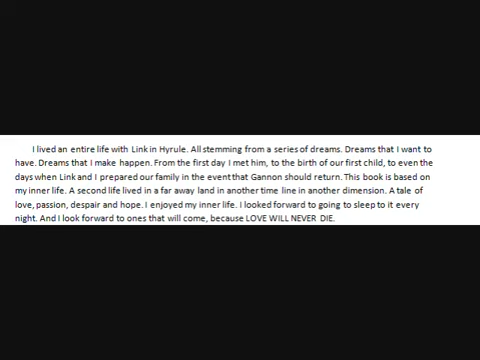 I lived an entire life with Link in Hyrule. All stemming from a series of dreams. Dreams that I want to
have. Dreams that I make happen. From the first day I met him, to the birth of our first child, to even the
days when Link and I prepared our family in the event that Gannon should return. This book is based on
my inner life. A second life lived in a far away land in another time line in another dimension. A tale of
love, passion, despair and hope. I enjoyed my inner life. I looked forward to going to sleep to it every
night. And I look forward to ones that will come, because LOVE WILL NEVER DIE.